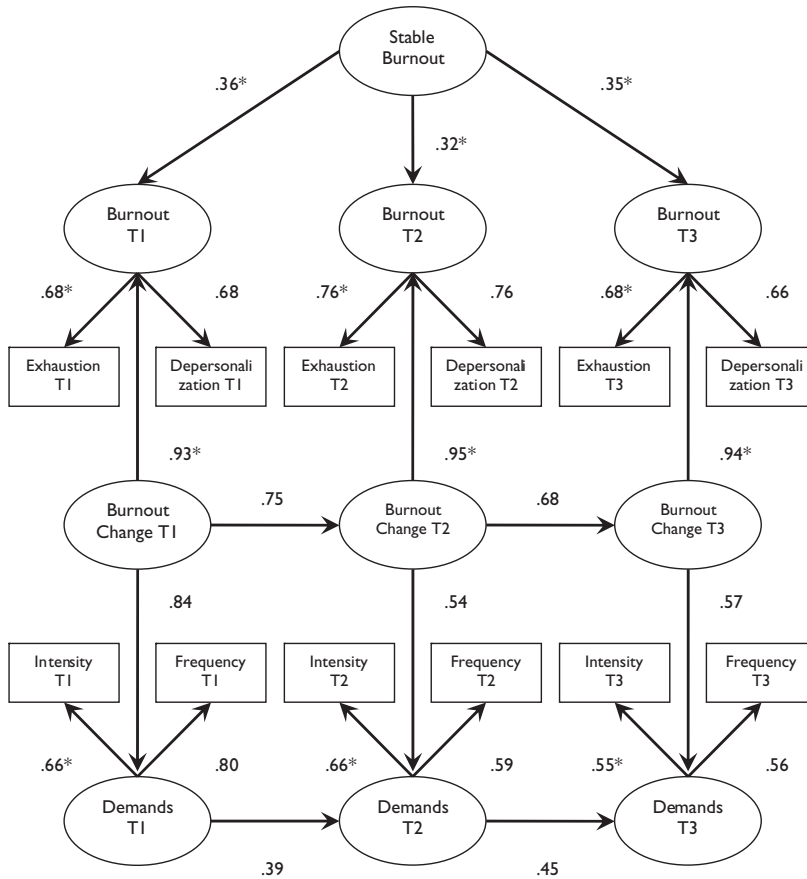 Stable
Burnout
.36*
.35*
.32*
Burnout
T1
Burnout
T2
Burnout
T3
.68*
.68
.76*
.76
.68*
.66
Exhaustion
T1
Depersonali
zation T1
Exhaustion
T2
Depersonali
zation T2
Exhaustion
T3
Depersonali
zation T3
.93*
.95*
.94*
Burnout
Change T1
.75
Burnout
Change T2
.68
Burnout
Change T3
.84
.54
.57
Intensity
T1
Frequency
T1
Intensity
T2
Frequency
T2
Intensity
T3
Frequency
T3
.66*
.80
.66*
.59
.55*
.56
Demands
T1
Demands
T2
Demands
T3
.39
.45